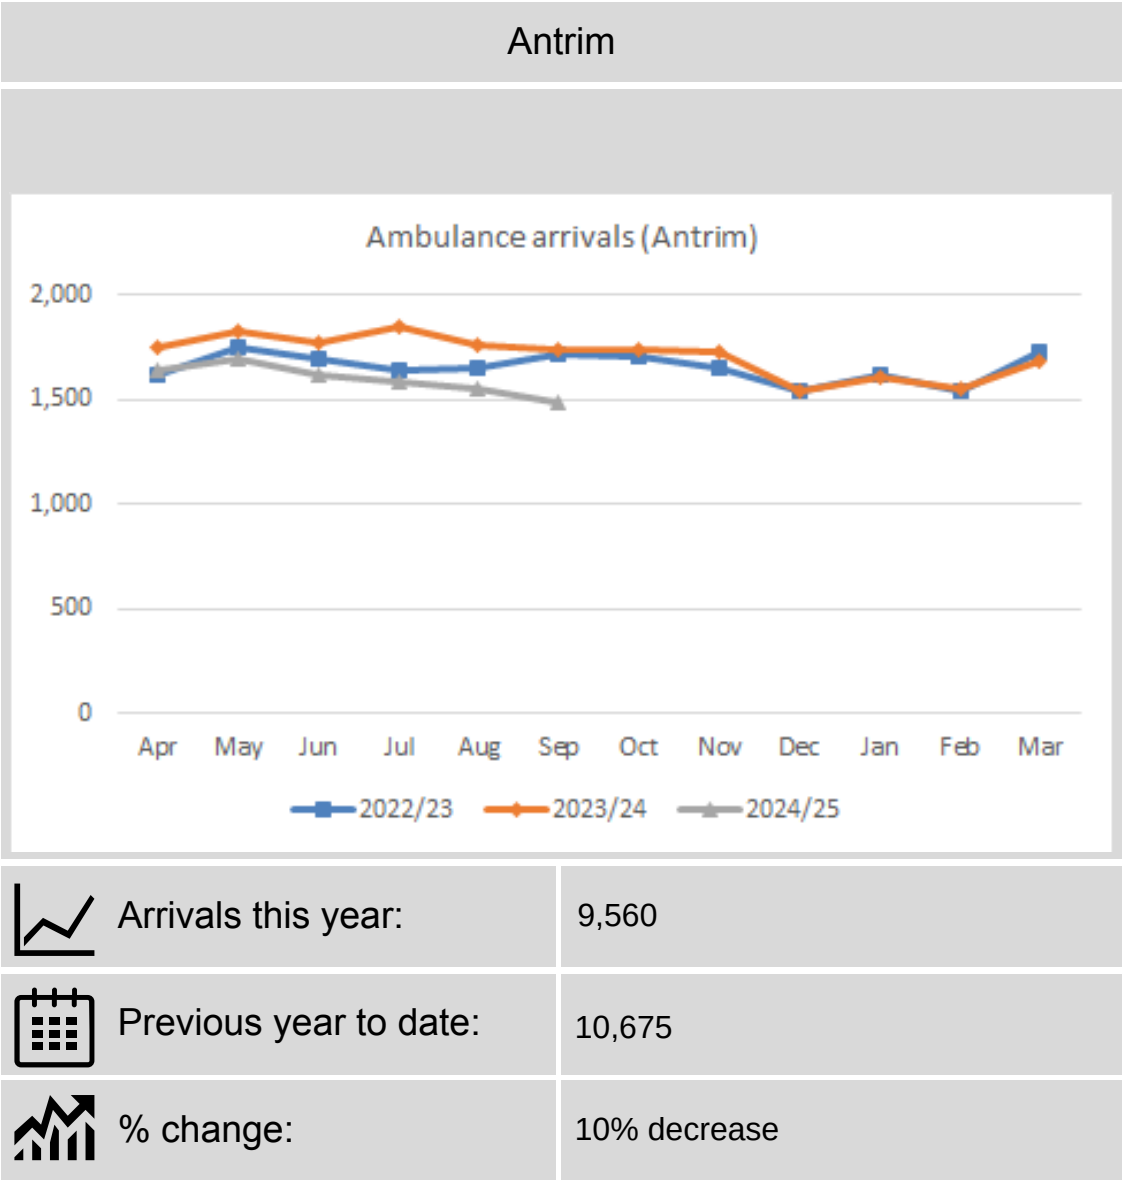 Antrim
Ambulance arrivals (Antrim)
2,000
1,500
1,000
500
0
Apr May Jun Jul Aug Sep Oct Nov Dec Jan Feb Mar
2022/23 2023/24 2024/25
Arrivals this year: 9,560
Previous year to date: 10,675
% change: 10% decrease